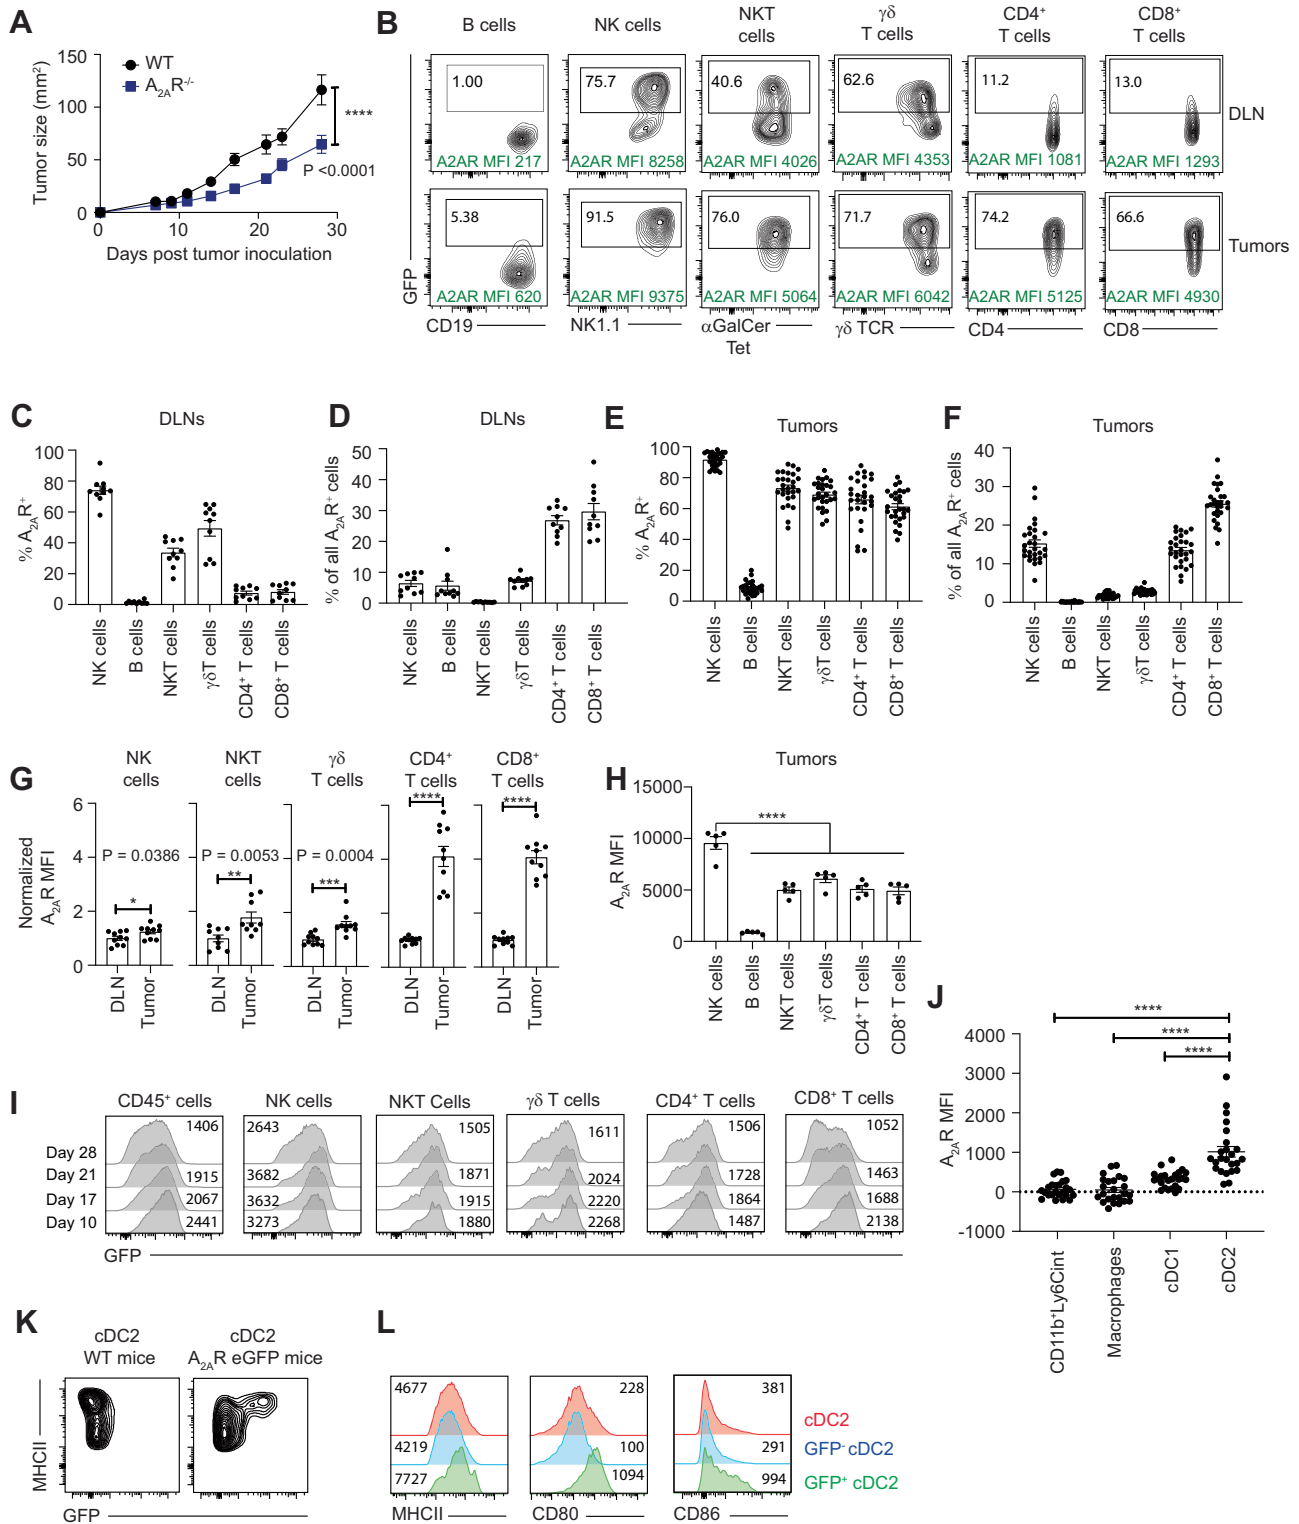 A
WT
A2AR-/-
Tumor size (mm2)
150
100
50
0
0
10
20
30
****
P <0.0001
Days post tumor inoculation
B
B cells
NK cells
NKT
cells
γδ
T cells
CD4+
T cells
CD8+
T cells
1.00
75.7
40.6
62.6
11.2
13.0
DLN
A2AR MFI 217
A2AR MFI 8258
A2AR MFI 4026
A2AR MFI 4353
A2AR MFI 1081
A2AR MFI 1293
5.38
91.5
76.0
71.7
74.2
66.6
Tumors
A2AR MFI 620
A2AR MFI 9375
A2AR MFI 5064
A2AR MFI 6042
A2AR MFI 5125
A2AR MFI 4930
GFP
CD19
NK1.1
αGalCer
Tet
γδ TCR
CD4
CD8
C
DLNs
% A2AR+
100
80
60
40
20
0
NK cells
B cells
NKT cells
γδT cells
CD4+ T cells
CD8+ T cells
D
DLNs
% of all A2AR+ cells
50
40
30
20
10
0
NK cells
B cells
NKT cells
γδT cells
CD4+ T cells
CD8+ T cells
E
Tumors
% A2AR+
100
80
60
40
20
0
NK cells
B cells
NKT cells
γδT cells
CD4+ T cells
CD8+ T cells
F
Tumors
% of all A2AR+ cells
40
30
20
10
0
NK cells
B cells
NKT cells
γδT cells
CD4+ T cells
CD8+ T cells
G
NK
cells
NKT
cells
γδ
T cells
CD4+
T cells
CD8+
T cells
Normalized
A2AR MFI
6
4
2
0
P = 0.0386
P = 0.0053
P = 0.0004
*
**
***
****
****
DLN
Tumor
DLN
Tumor
DLN
Tumor
DLN
Tumor
DLN
Tumor
H
Tumors
A2AR MFI
15000
10000
5000
0
****
NK cells
B cells
NKT cells
γδT cells
CD4+ T cells
CD8+ T cells
I
CD45+ cells
NK cells
NKT Cells
γδ T cells
CD4+ T cells
CD8+ T cells
Day 28
1406
2643
1505
1611
1506
1052
Day 21
1915
3682
1871
2024
1728
1463
Day 17
2067
3632
1915
2220
1864
1688
Day 10
2441
3273
1880
2268
1487
2138
GFP
J
****
****
****
A2AR MFI
4000
3000
2000
1000
0
-1000
CD11b+Ly6Cint
Macrophages
cDC1
cDC2
K
cDC2
WT mice
cDC2
A2AR eGFP mice
MHCII
GFP
L
4677
228
381
cDC2
4219
100
291
GFP- cDC2
7727
1094
994
GFP+ cDC2
MHCII
CD80
CD86